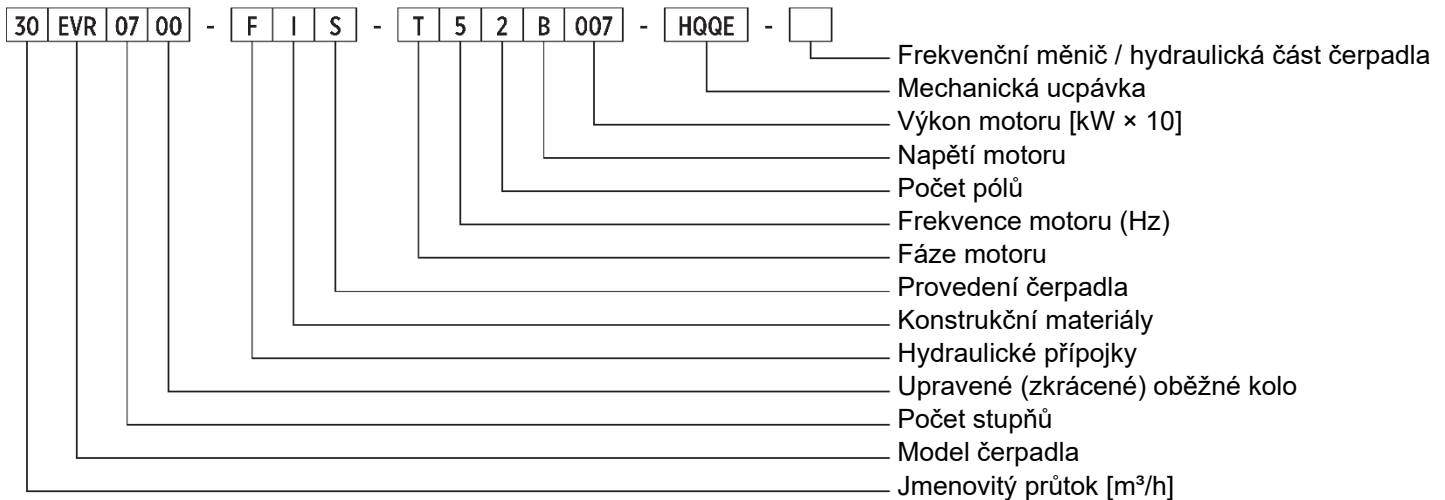 30 EVR 07 00 - F I S - T 5 2 B 007 - HQQE -
Frekvenční měnič / hydraulická část čerpadla
Mechanická ucpávka
Výkon motoru [kW × 10]
Napětí motoru
Počet pólů
Frekvence motoru (Hz)
Fáze motoru
Provedení čerpadla
Konstrukční materiály
Hydraulické přípojky
Upravené (zkrácené) oběžné kolo
Počet stupňů
Model čerpadla
Jmenovitý průtok [m³/h]